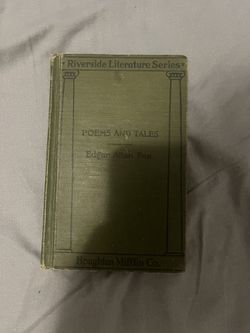 Riverside Literature Series
POEMS AND TALES
Edgar Allan Poe
Houghton Mifflin Co.